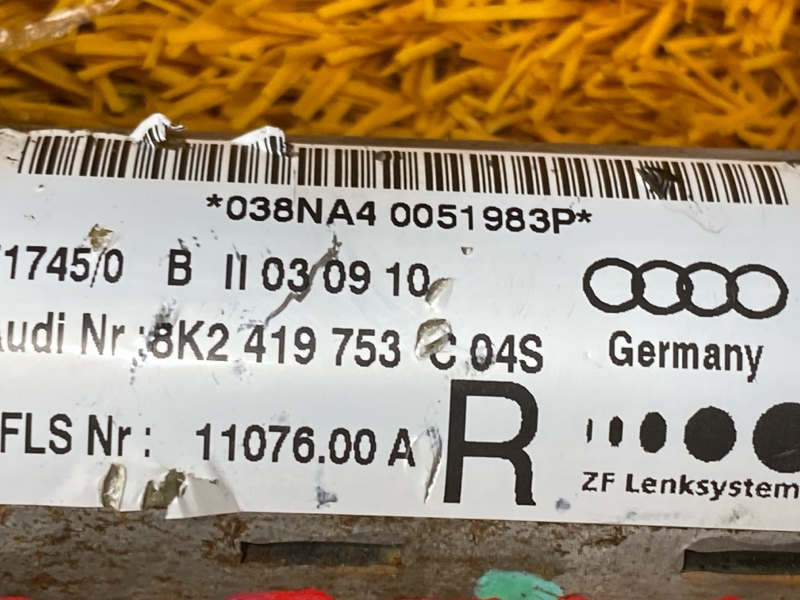 *038NA4 0051983P*
1745/0 B II 03 09 10
Audi Nr.:8K2 419 753 C 04S
Germany
FLS Nr: 11076.00 A
R
ZF Lenksystem